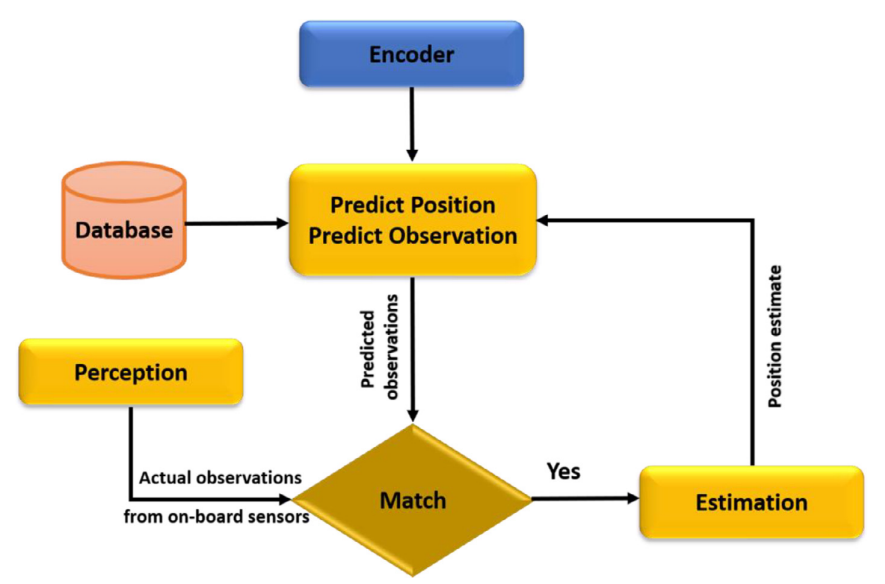 Encoder
Database
Predict Position
Predict Observation
Predicted
observations
Position estimate
Perception
Actual observations
from on-board sensors
Match
Yes
Estimation